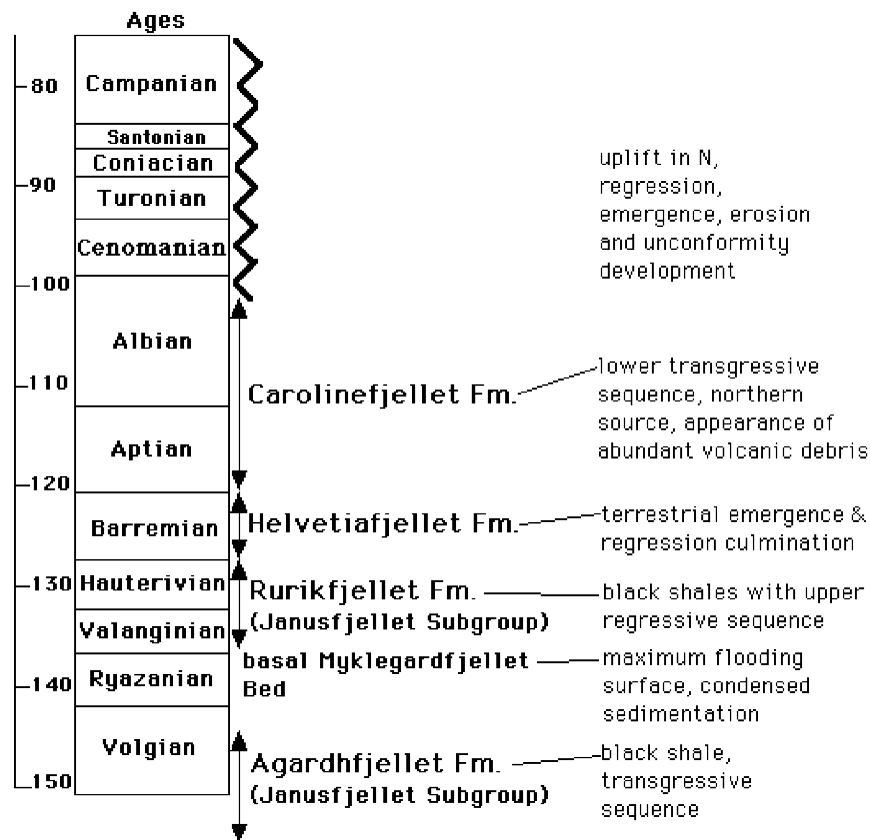 Ages
80
90
100
110
120
130
140
150
Campanian
Santonian
Coniacian
Turonian
Cenomanian
Albian
Aptian
Barremian
Hauterivian
Valanginian
Ryazanian
Volgian
uplift in N,
regression,
emergence, erosion
and unconformity
development
Carolinefjellet Fm.
lower transgressive
sequence, northern
source, appearance of
abundant volcanic debris
Helvetiafjellet Fm.
terrestrial emergence &
regression culmination
Rurikfjellet Fm.
(Janusfjellet Subgroup)
black shales with upper
regressive sequence
basal Myklegardfjellet
Bed
maximum flooding
surface, condensed
sedimentation
Agardhfjellet Fm.
(Janusfjellet Subgroup)
black shale,
transgressive
sequence